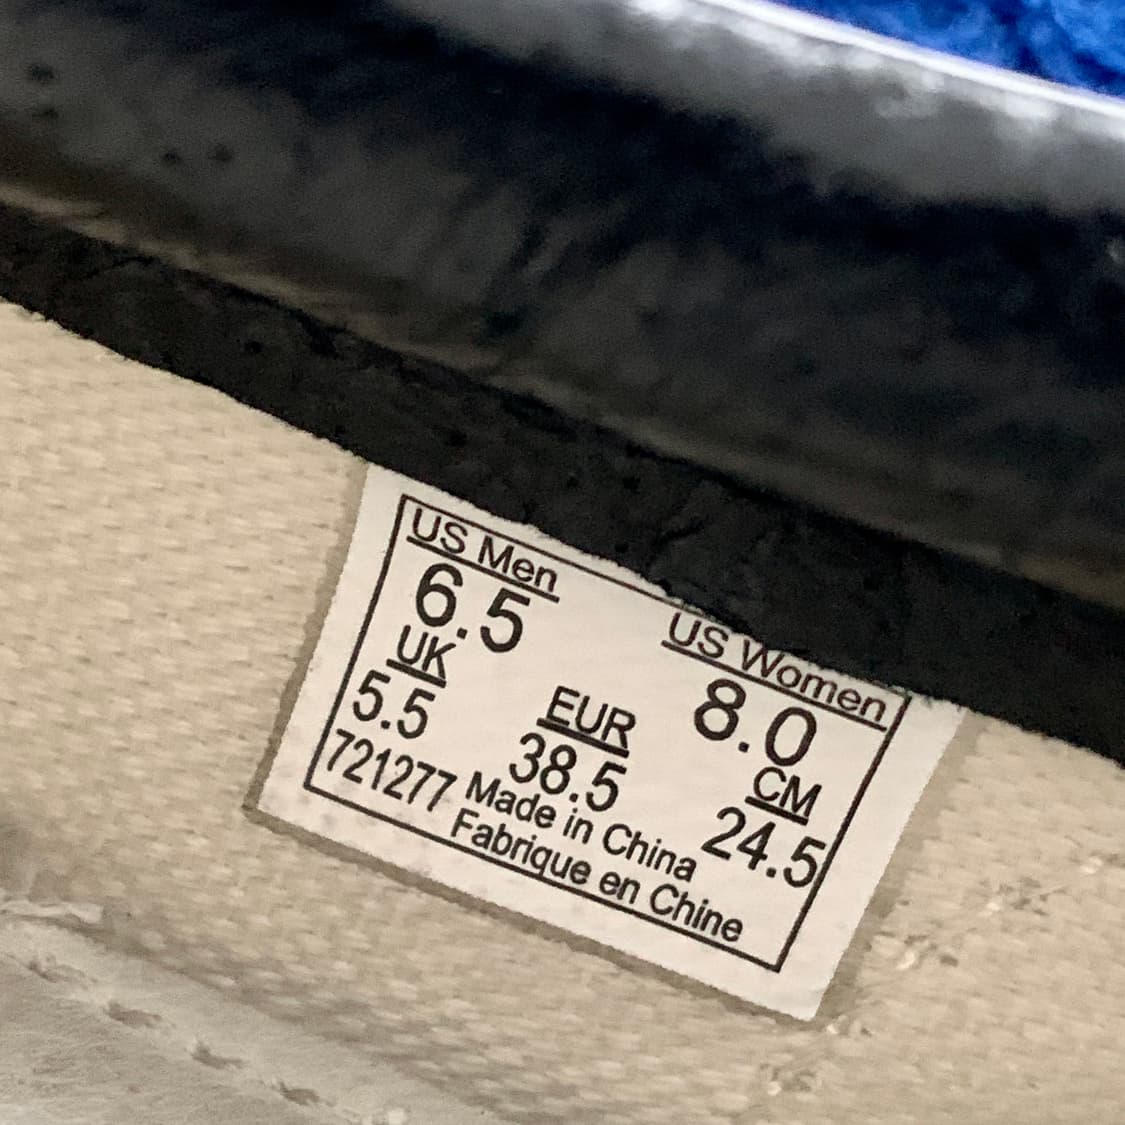 US Men
6.5
US Women
8.0
UK
5.5
EUR
38.5
CM
24.5
721277 Made in China
Fabrique en Chine